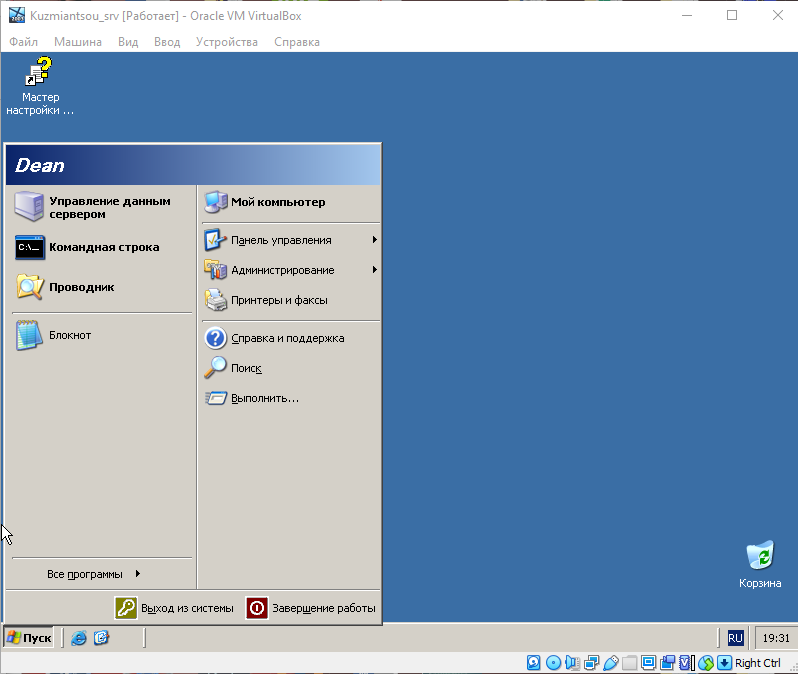 Kuzmiantsou_srv [Работает] - Oracle VM VirtualBox
Файл Машина Вид Ввод Устройства Справка
Мастер
настройки ...
Dean
Управление данным
сервером
Командная строка
Проводник
Блокнот
Все программы
Мой компьютер
Панель управления
Администрирование
Принтеры и факсы
Справка и поддержка
Поиск
Выполнить...
Выход из системы
Завершение работы
Корзина
Пуск
RU
19:31
Right Ctrl